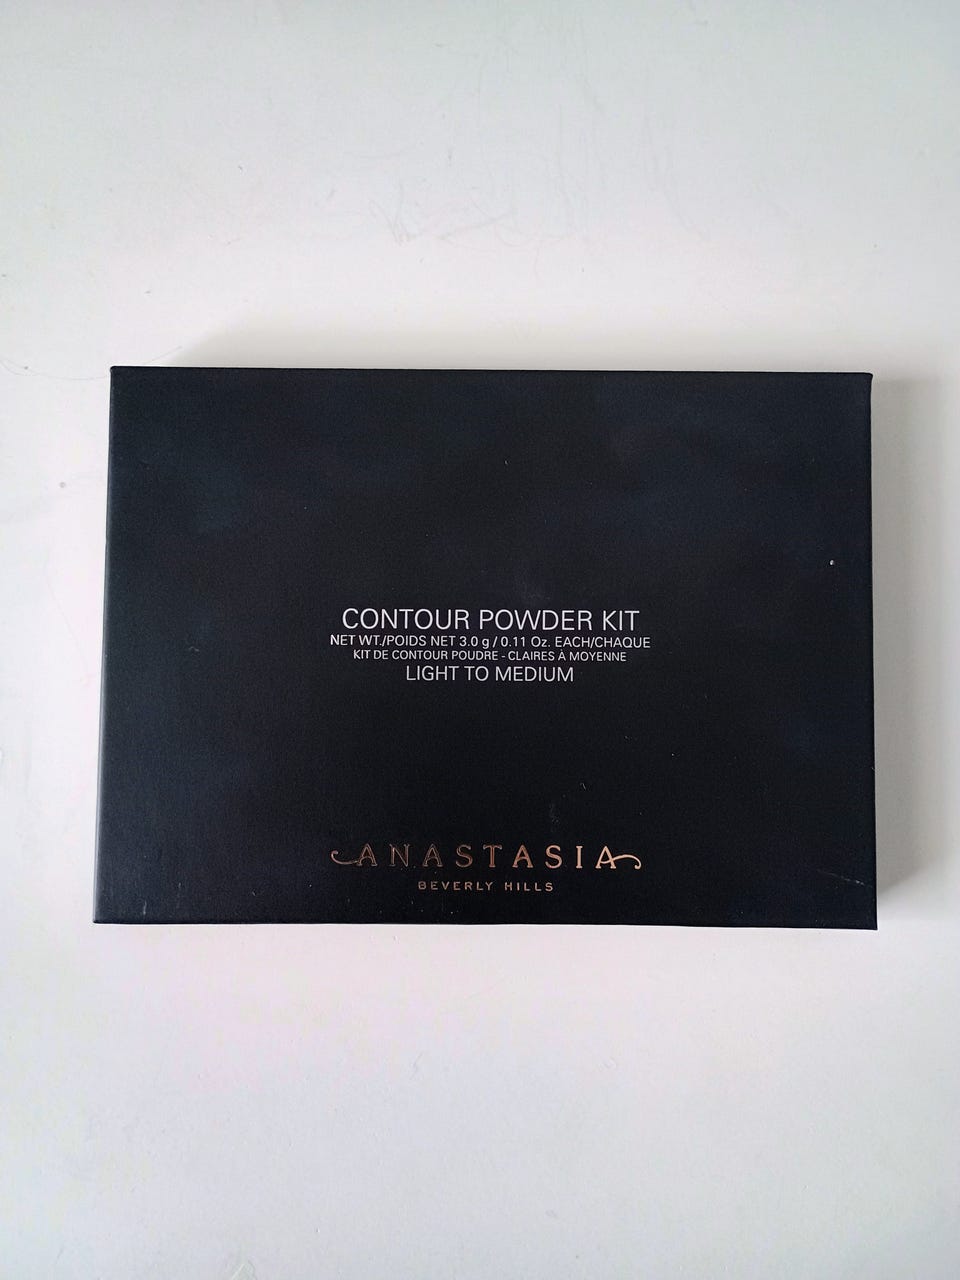 CONTOUR POWDER KIT
NET WT./POIDS NET 3.0 g / 0.11 Oz. EACH/CHAQUE
KIT DE CONTOUR POUDRE - CLAIRES À MOYENNE
LIGHT TO MEDIUM
ANASTASIA
BEVERLY HILLS